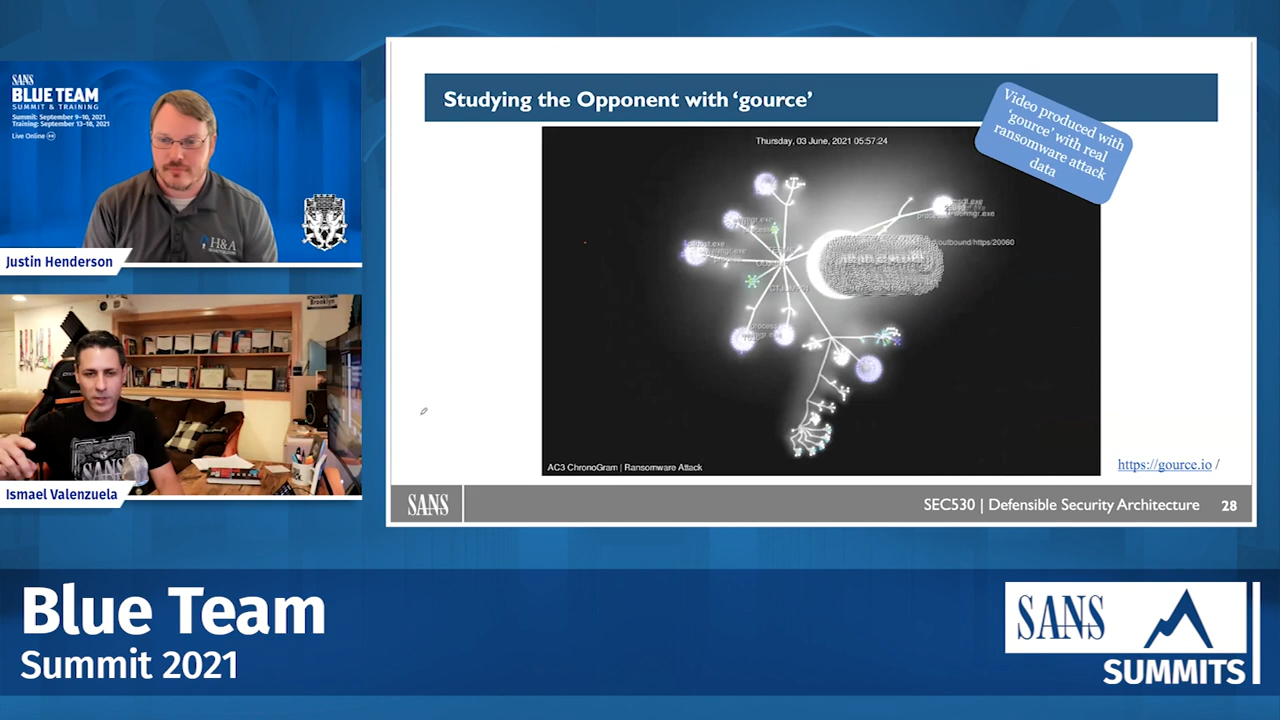 SANS
BLUE TEAM
SUMMIT & TRAINING
Summit: September 9-10, 2021
Training: September 13-18, 2021
Live Online
H&A
Justin Henderson
Brooklyn
SANS
Ismael Valenzuela
Studying the Opponent with 'gource'
Video produced with
'gource' with real
ransomware attack
data
Thursday, 03 June, 2021 05:57:24
outbound/https/20060
AC3 ChronoGram | Ransomware Attack
https://gource.io /
SANS
SEC530 | Defensible Security Architecture 28
Blue Team
Summit 2021
SANS
SUMMITS